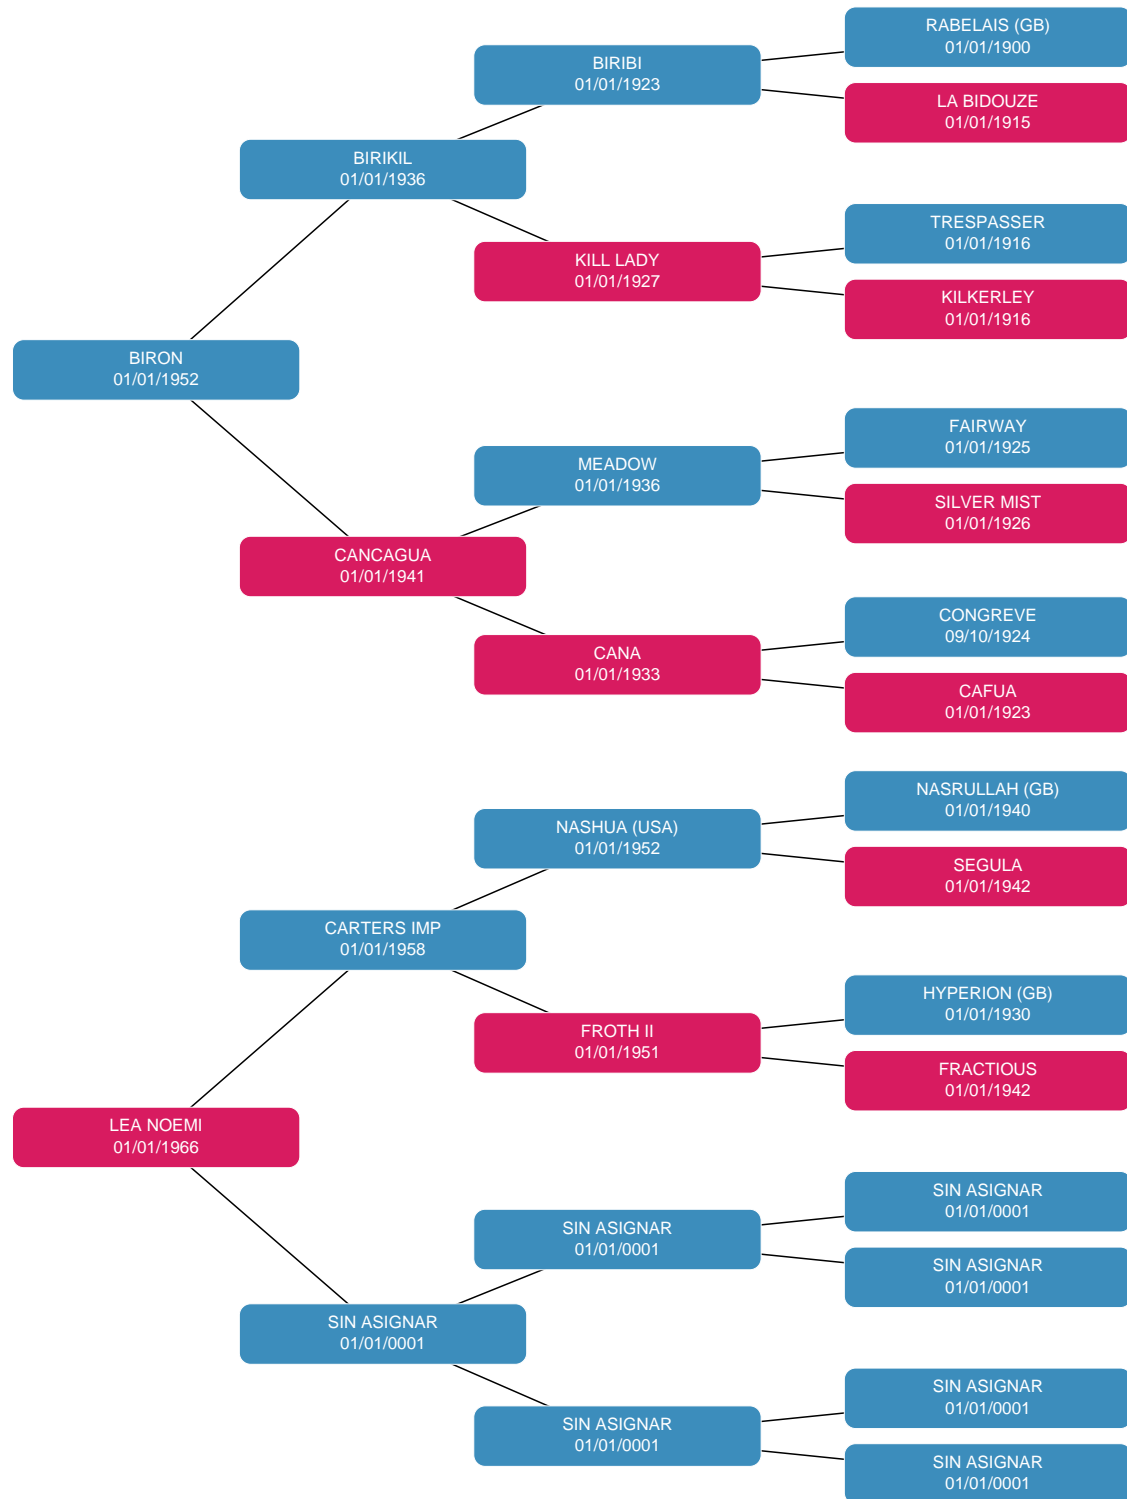 RABELAIS (GB)
01/01/1900
BIRIBI
01/01/1923
LA BIDOUZE
01/01/1915
BIRIKIL
01/01/1936
TRESPASSER
01/01/1916
KILL LADY
01/01/1927
KILKERLEY
01/01/1916
BIRON
01/01/1952
FAIRWAY
01/01/1925
MEADOW
01/01/1936
SILVER MIST
01/01/1926
CANCAGUA
01/01/1941
CONGREVE
09/10/1924
CANA
01/01/1933
CAFUA
01/01/1923
NASRULLAH (GB)
01/01/1940
NASHUA (USA)
01/01/1952
SEGULA
01/01/1942
CARTERS IMP
01/01/1958
HYPERION (GB)
01/01/1930
FROTH II
01/01/1951
FRACTIOUS
01/01/1942
LEA NOEMI
01/01/1966
SIN ASIGNAR
01/01/0001
SIN ASIGNAR
01/01/0001
SIN ASIGNAR
01/01/0001
SIN ASIGNAR
01/01/0001
SIN ASIGNAR
01/01/0001
SIN ASIGNAR
01/01/0001
SIN ASIGNAR
01/01/0001